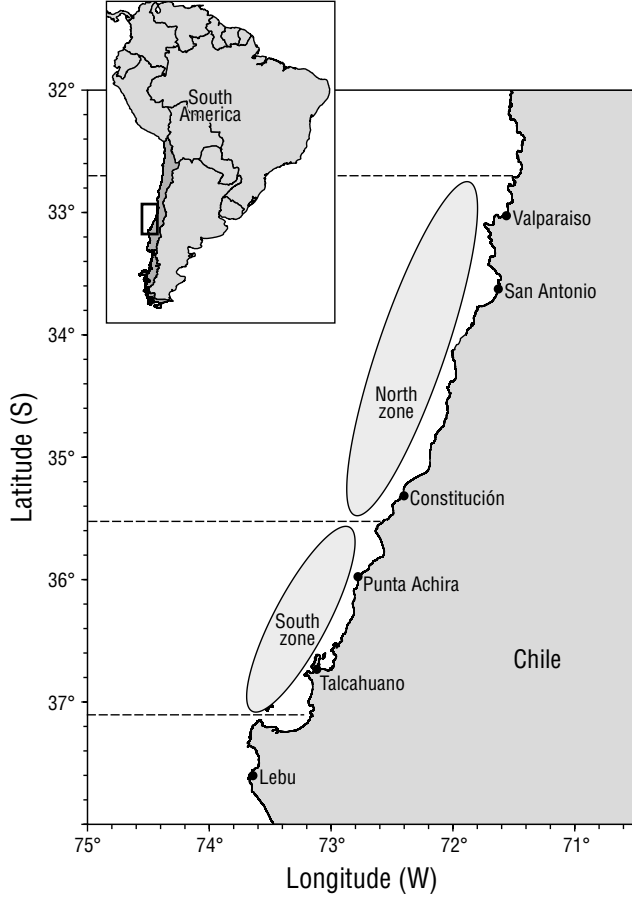 South
America
32°
33°
Valparaiso
San Antonio
34°
North
zone
35°
Constitución
36°
Punta Achira
South
zone
Chile
Talcahuano
37°
Lebu
75°
74°
73°
72°
71°
Latitude (S)
Longitude (W)